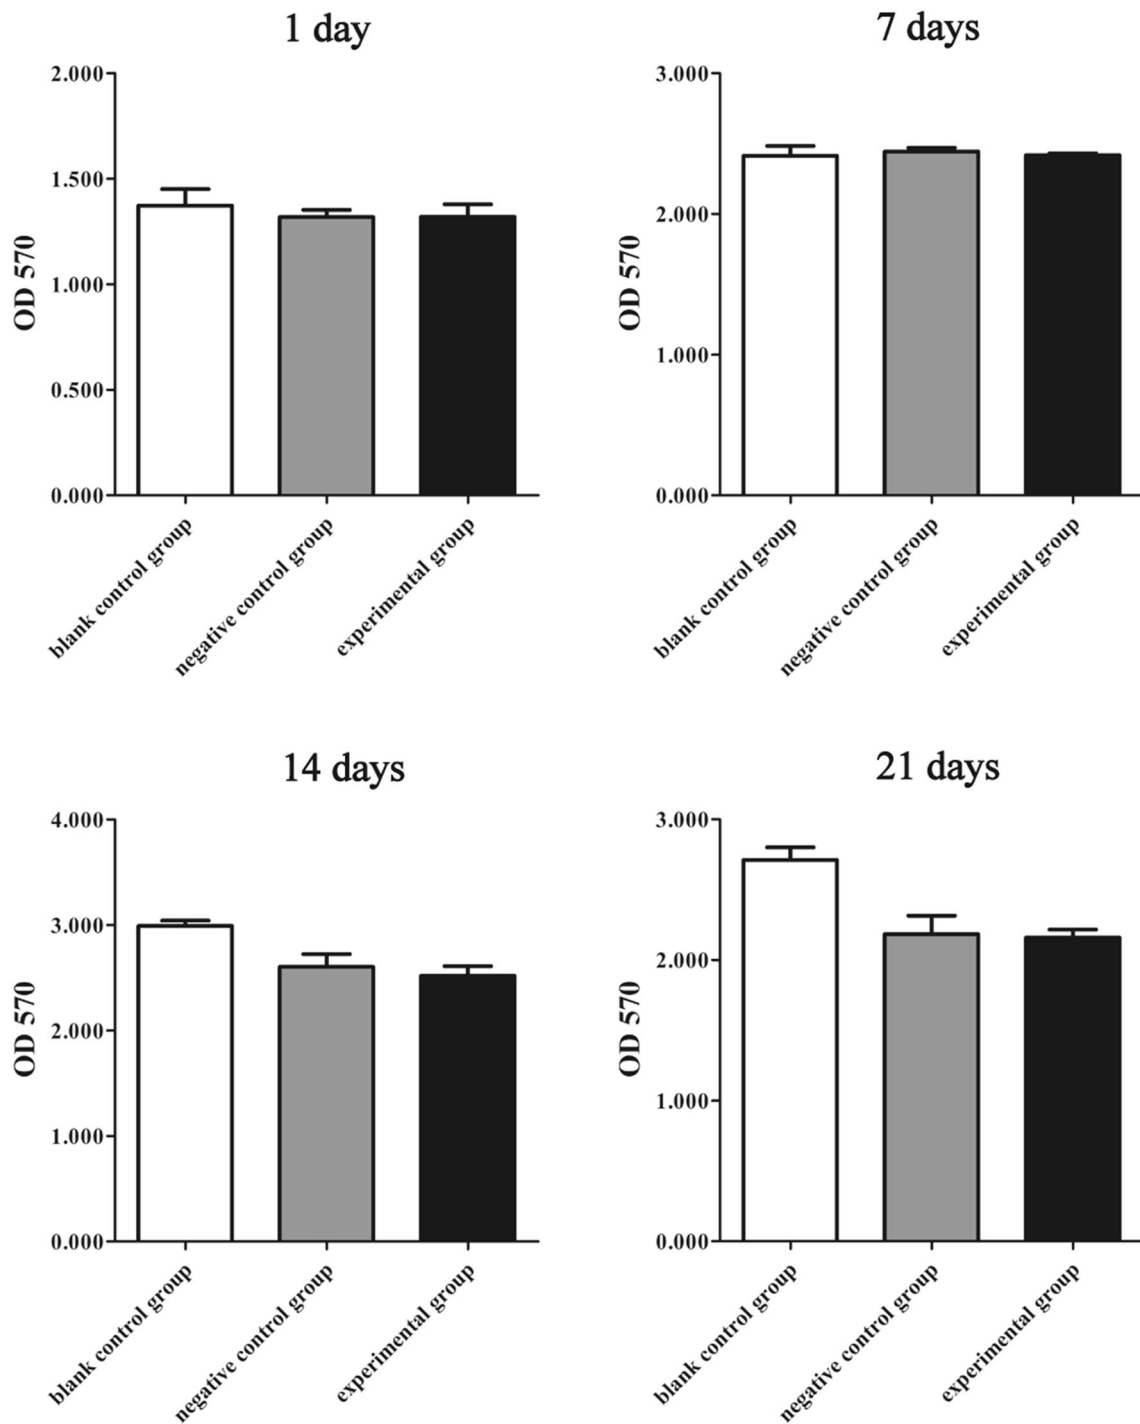 1 day
2.000
1.500
1.000
0.500
0.000
OD 570
blank control group
negative control group
experimental group
7 days
3.000
2.000
1.000
0.000
OD 570
blank control group
negative control group
experimental group
14 days
4.000
3.000
2.000
1.000
0.000
OD 570
blank control group
negative control group
experimental group
21 days
3.000
2.000
1.000
0.000
OD 570
blank control group
negative control group
experimental group